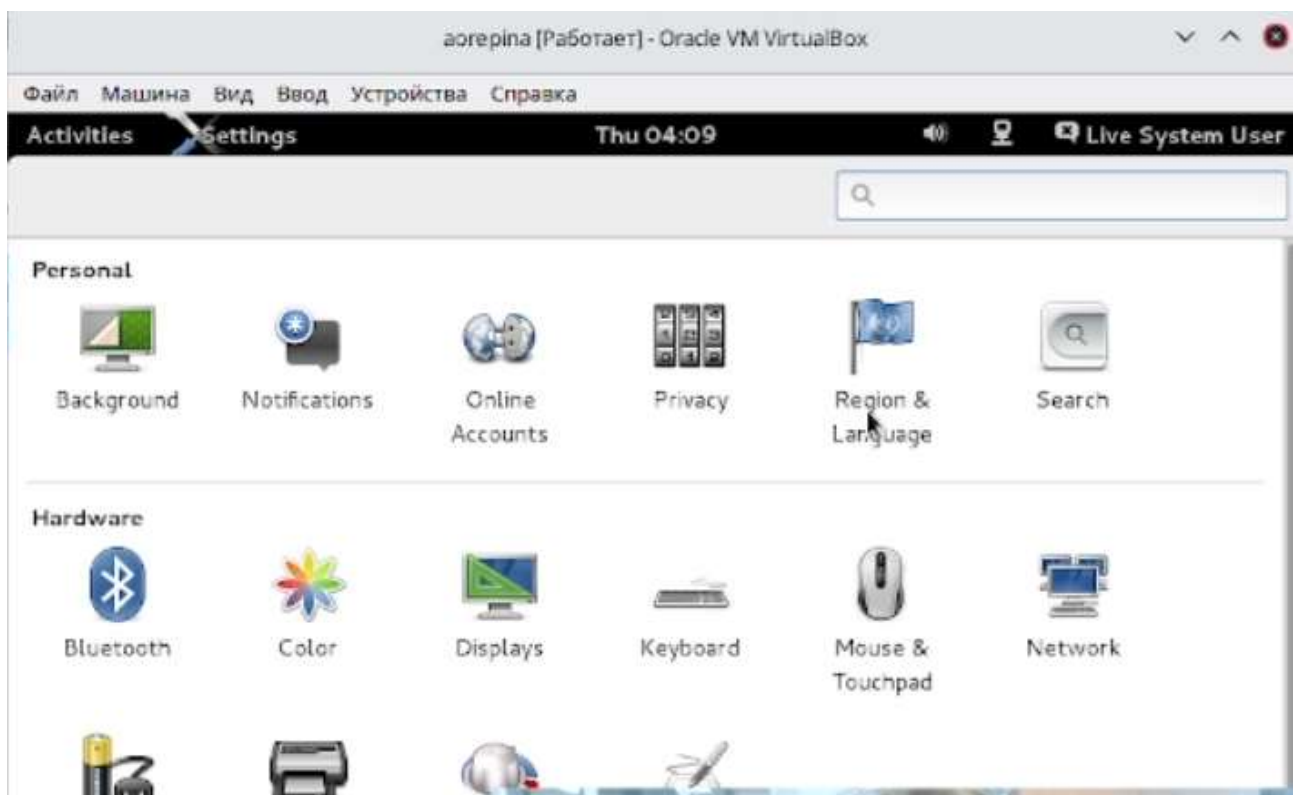 aorepina [Работает] - Oracle VM VirtualBox
Файл Машина Вид Ввод Устройства Справка
Activities Settings Thu 04:09 Live System User
Personal
Background Notifications Online Accounts Privacy Region & Language Search
Hardware
Bluetooth Color Displays Keyboard Mouse & Touchpad Network